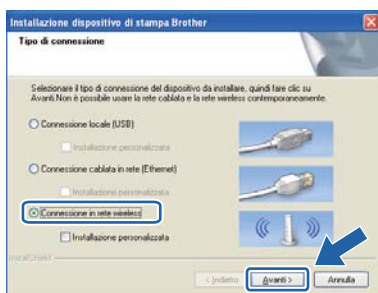 Installazione dispositivo di stampa Brother
Tipo di connessione
Selezionare il tipo di connessione del dispositivo da installare, quindi fare clic su
Avanti.Non è possibile usare la rete cablata e la rete wireless contemporaneamente.
Connessione locale (USB)
Installazione personalizzata
Connessione cablata in rete (Ethernet)
Installazione personalizzata
Connessione in rete wireless
Installazione personalizzata
InstallShield
< Indietro
Avanti >
Annulla